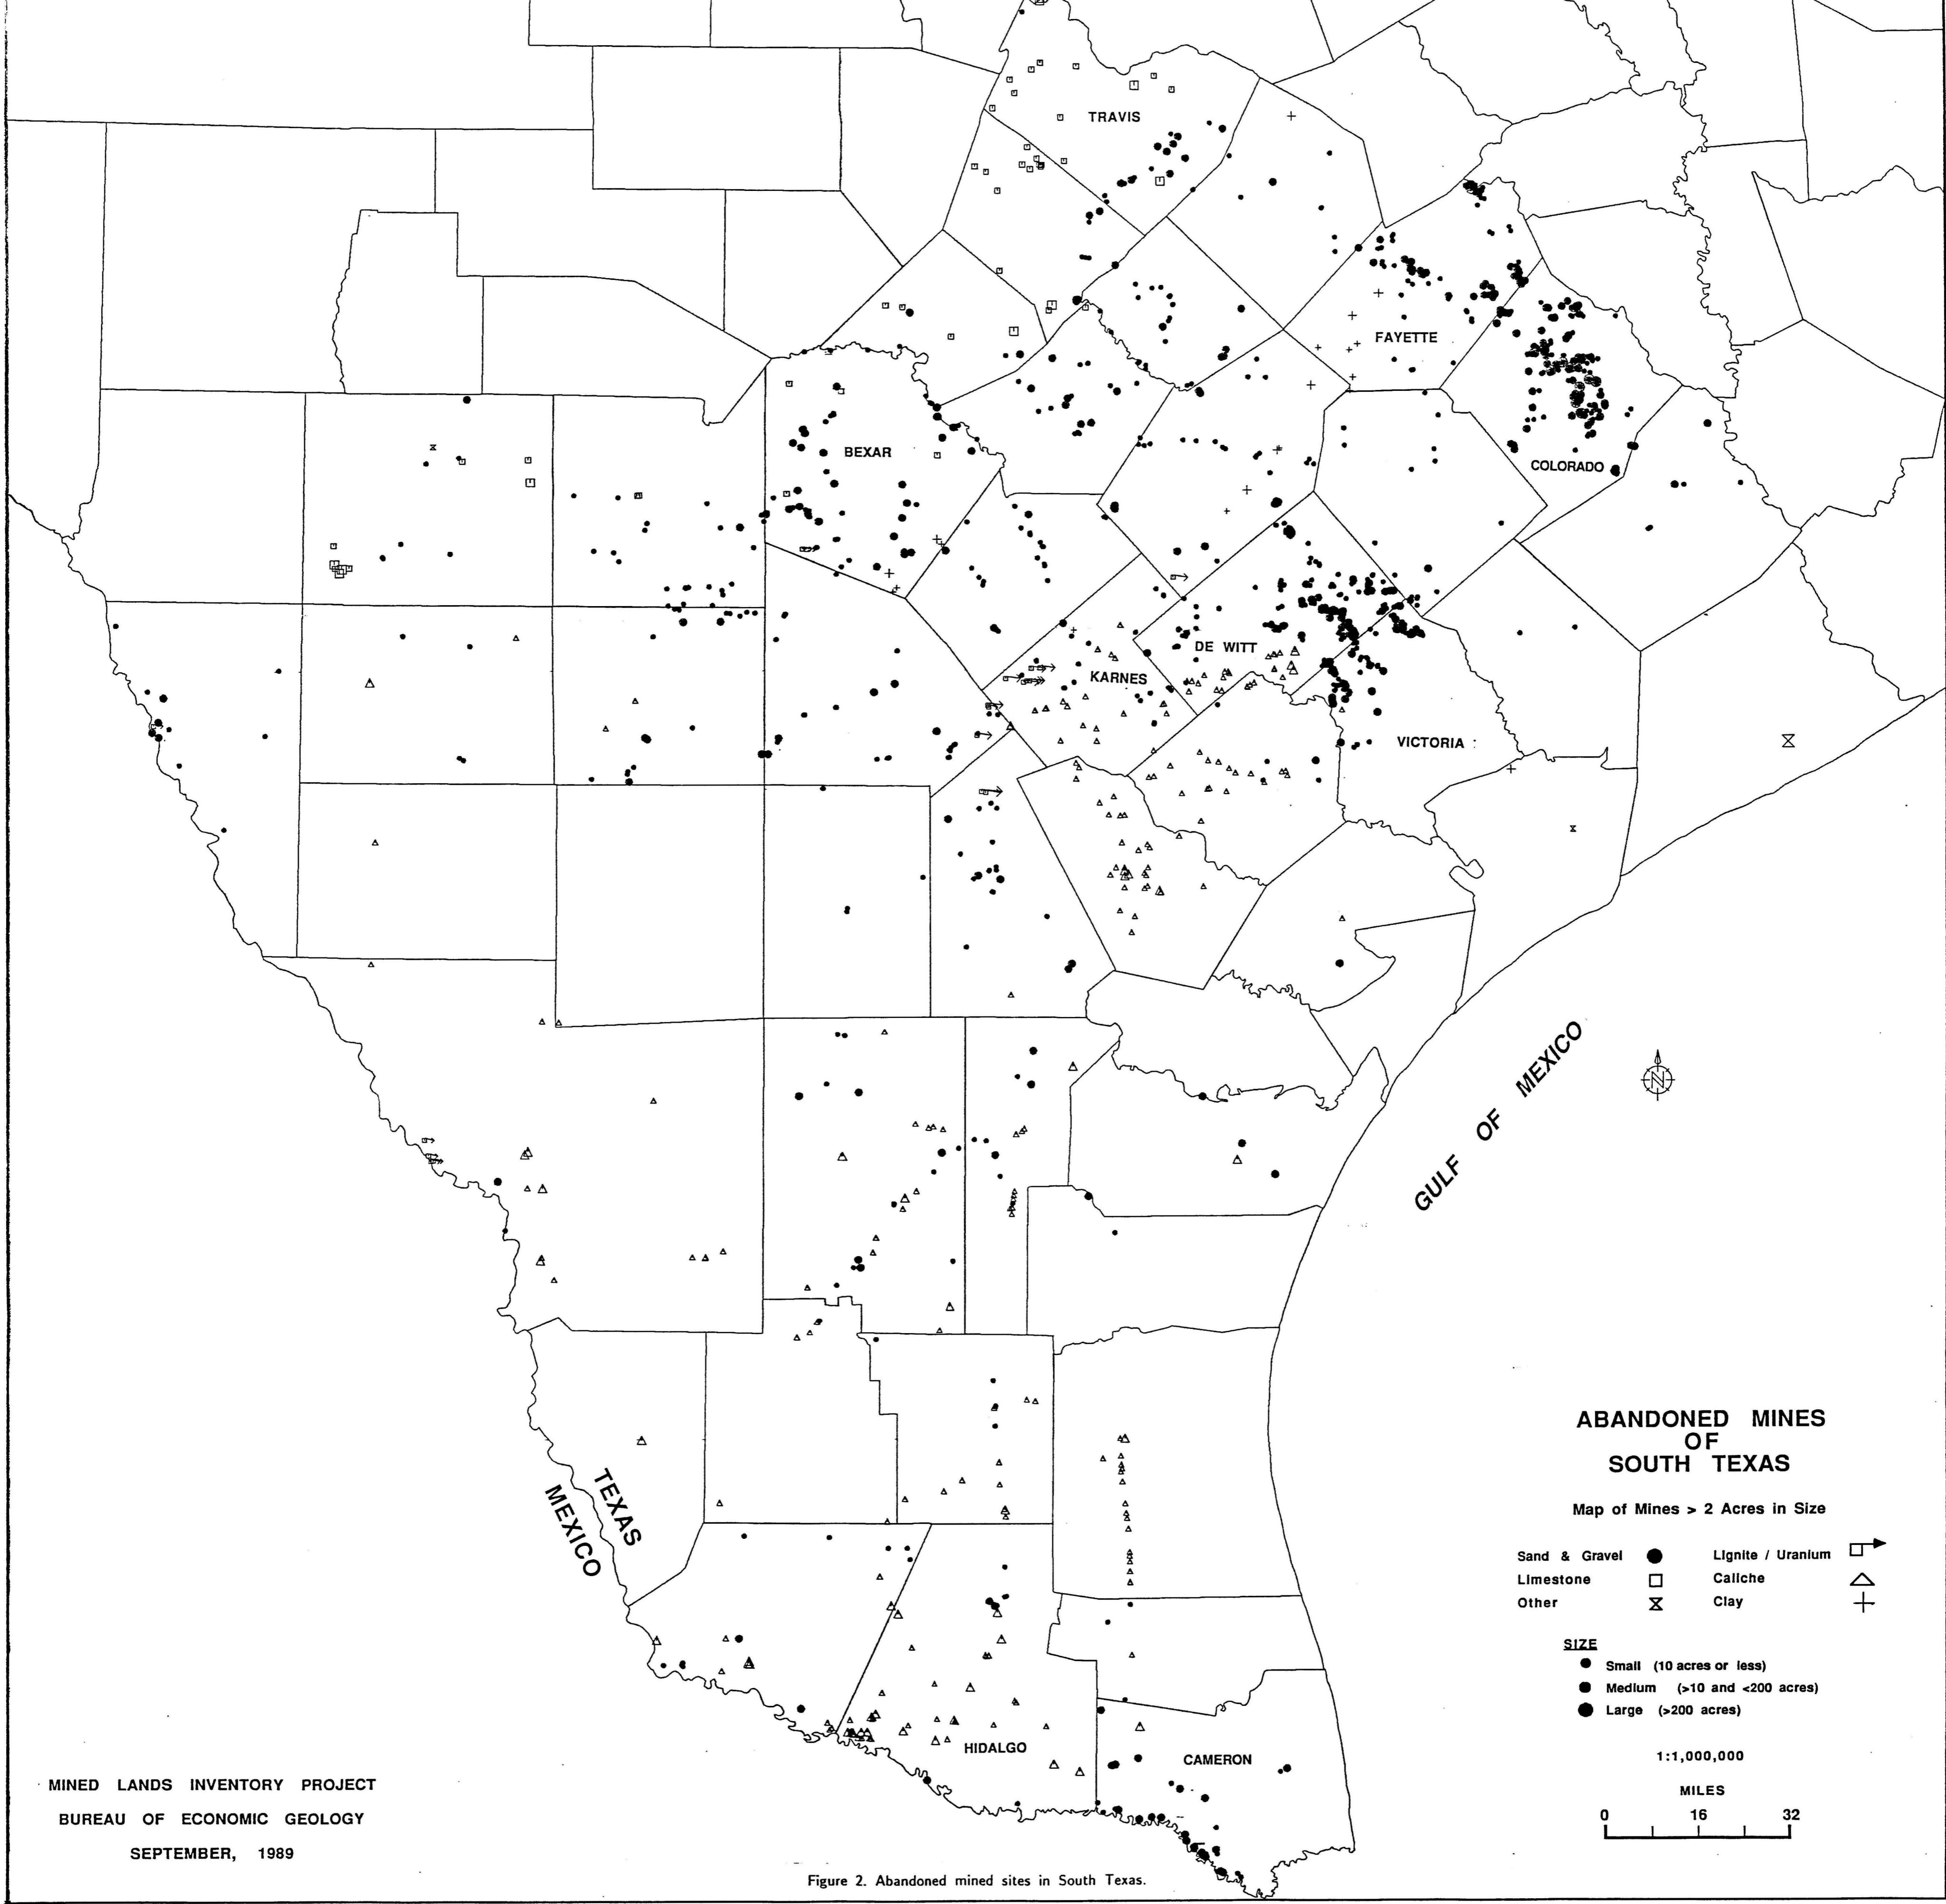 TRAVIS
FAYETTE
BEXAR
COLORADO
DE WITT
KARNES
VICTORIA
GULF OF MEXICO
N
TEXAS
MEXICO
HIDALGO
CAMERON
ABANDONED MINES
OF
SOUTH TEXAS
Map of Mines > 2 Acres in Size
Sand & Gravel
Lignite / Uranium
Limestone
Caliche
Other
Clay
SIZE
Small (10 acres or less)
Medium (>10 and <200 acres)
Large (>200 acres)
1:1,000,000
MILES
0 16 32
MINED LANDS INVENTORY PROJECT
BUREAU OF ECONOMIC GEOLOGY
SEPTEMBER, 1989
Figure 2. Abandoned mined sites in South Texas.